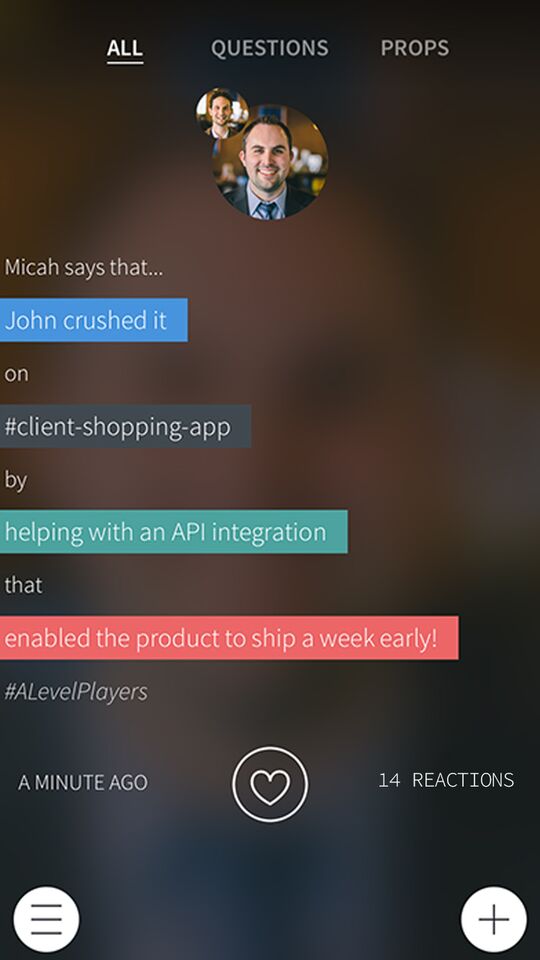 ALL QUESTIONS PROPS
Micah says that...
John crushed it
on
#client-shopping-app
by
helping with an API integration
that
enabled the product to ship a week early!
#ALevelPlayers
A MINUTE AGO 14 REACTIONS